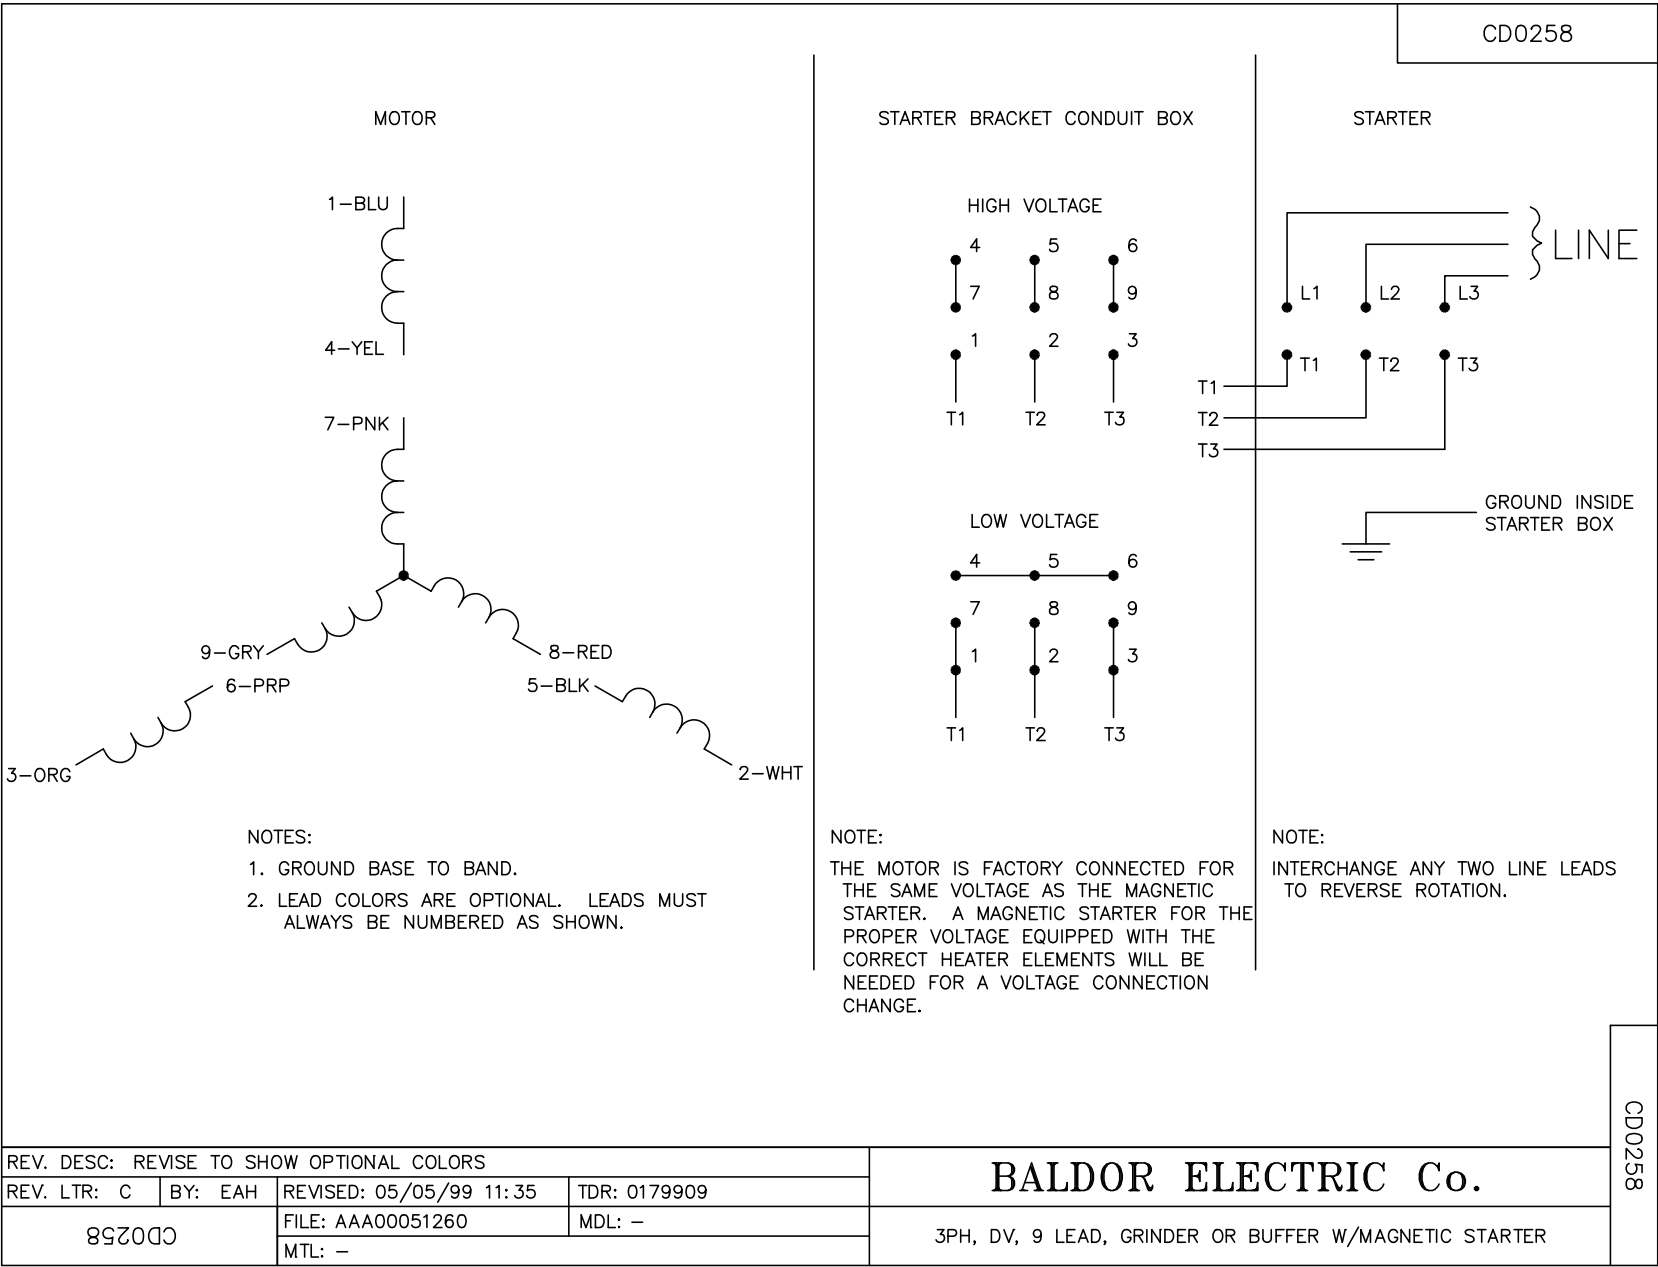 CD0258
MOTOR
1-BLU
4-YEL
7-PNK
9-GRY
8-RED
6-PRP
5-BLK
3-ORG
2-WHT
NOTES:
1. GROUND BASE TO BAND.
2. LEAD COLORS ARE OPTIONAL. LEADS MUST
ALWAYS BE NUMBERED AS SHOWN.
STARTER BRACKET CONDUIT BOX
HIGH VOLTAGE
4 5 6
7 8 9
1 2 3
T1 T2 T3
LOW VOLTAGE
4 5 6
7 8 9
1 2 3
T1 T2 T3
NOTE:
THE MOTOR IS FACTORY CONNECTED FOR
THE SAME VOLTAGE AS THE MAGNETIC
STARTER. A MAGNETIC STARTER FOR THE
PROPER VOLTAGE EQUIPPED WITH THE
CORRECT HEATER ELEMENTS WILL BE
NEEDED FOR A VOLTAGE CONNECTION
CHANGE.
STARTER
LINE
L1 L2 L3
T1 T2 T3
T1
T2
T3
GROUND INSIDE
STARTER BOX
NOTE:
INTERCHANGE ANY TWO LINE LEADS
TO REVERSE ROTATION.
CD0258
REV. DESC: REVISE TO SHOW OPTIONAL COLORS
REV. LTR: C BY: EAH REVISED: 05/05/99 11:35 TDR: 0179909
CD0258
FILE: AAA00051260 MDL: -
MTL: -
BALDOR ELECTRIC Co.
3PH, DV, 9 LEAD, GRINDER OR BUFFER W/MAGNETIC STARTER